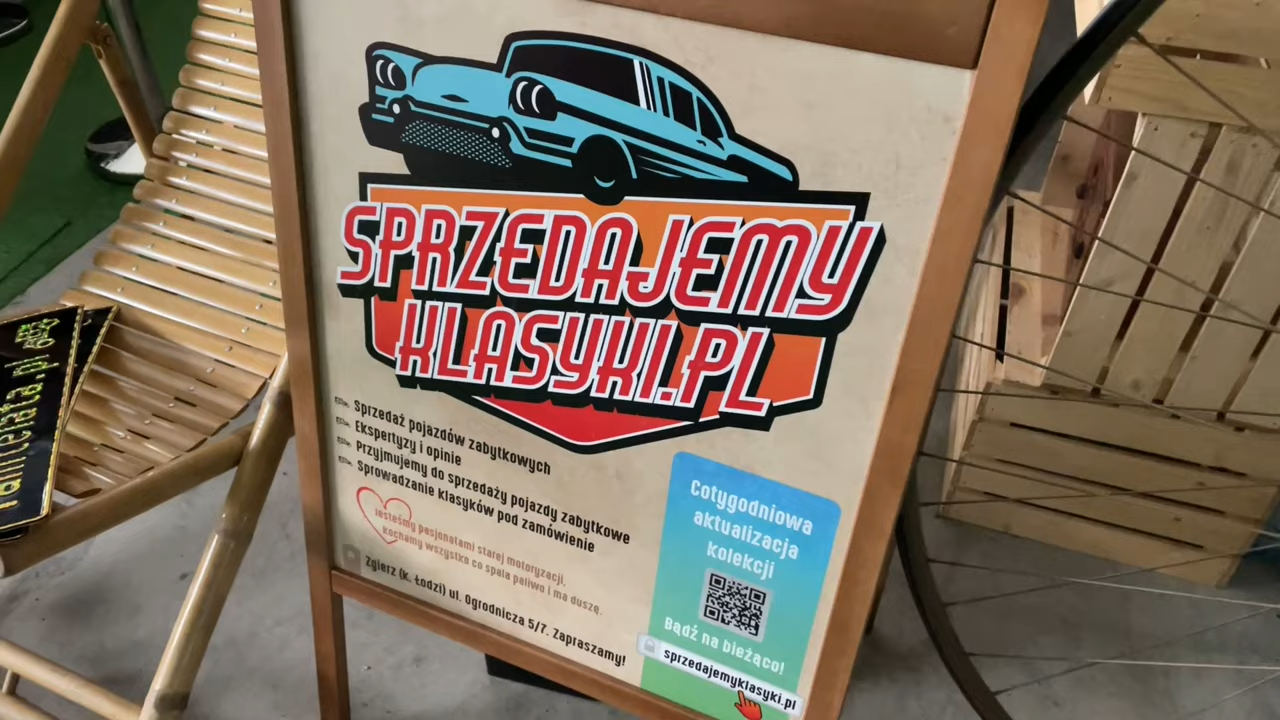 SPRZEDAJEMY
KLASYKI.PL
Sprzedaż pojazdów zabytkowych
Ekspertyzy i opinie
Przyjmujemy do sprzedaży pojazdy zabytkowe
Sprowadzanie klasyków pod zamówienie
Jesteśmy pasjonatami starej motoryzacji,
kochamy wszystko co spala paliwo i ma duszę.
Zgierz (k. Łodzi) ul. Ogrodnicza 5/7. Zapraszamy!
Cotygodniowa
aktualizacja
kolekcji
Bądź na bieżąco!
sprzedajemyklasyki.pl